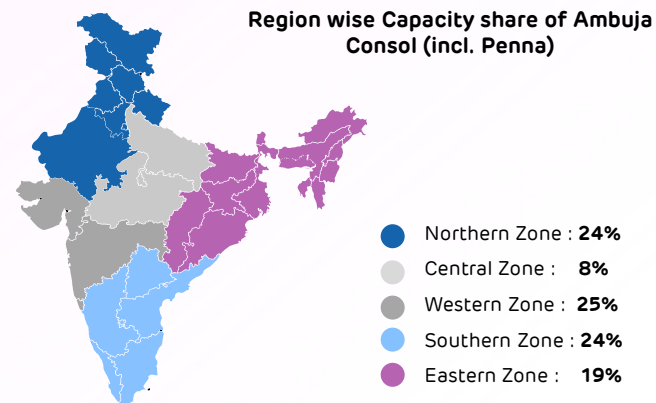 Region wise Capacity share of Ambuja
Consol (incl. Penna)
Northern Zone : 24%
Central Zone : 8%
Western Zone : 25%
Southern Zone : 24%
Eastern Zone : 19%